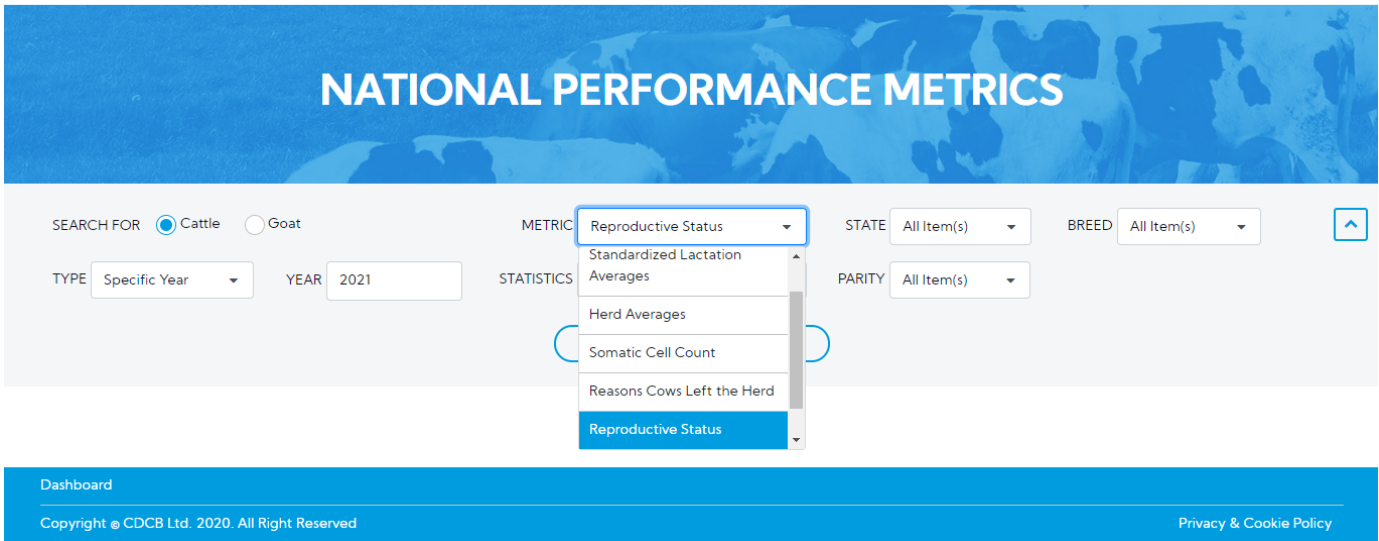 NATIONAL PERFORMANCE METRICS
SEARCH FOR Cattle Goat METRIC Reproductive Status STATE All Item(s) BREED All Item(s)
TYPE Specific Year YEAR 2021 STATISTICS PARITY All Item(s)
Standardized Lactation
Averages
Herd Averages
Somatic Cell Count
Reasons Cows Left the Herd
Reproductive Status
Dashboard
Copyright © CDCB Ltd. 2020. All Right Reserved Privacy & Cookie Policy